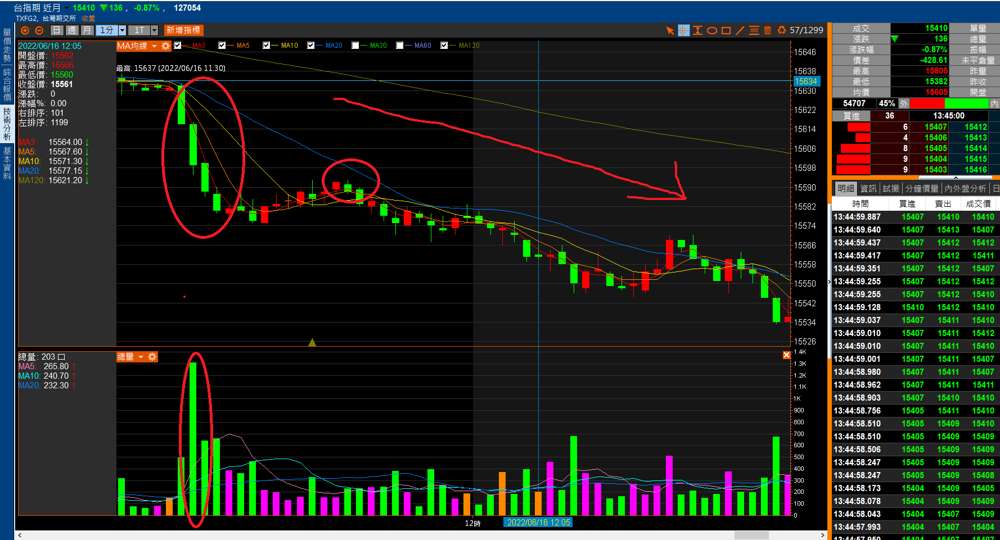 台指期 近月 15410 ▼136 , -0.87% , 127054
TXFG2, 台灣期交所 收盤
量價走勢
綜合報價
技術分析
基本資料
日 週 月 1分 1T 新增指標
57/1299
2022/06/16 12:05
開盤價: 15562
最高價: 15566
最低價: 15560
收盤價: 15561
漲跌: 0
漲幅%: 0.00
右排序: 101
左排序: 1199
MA3: 15564.00 ↓
MA5: 15567.60 ↓
MA10: 15571.30 ↓
MA20: 15577.15 ↓
MA120: 15621.20 ↓
MA均線 MA3 MA5 MA10 MA20 MA30 MA60 MA120
最高: 15637 (2022/06/16 11:30)
15646
15638
15634
15630
15622
15614
15606
15598
15590
15582
15574
15566
15558
15550
15542
15534
15526
總量: 203 口
MA5: 265.80 ↑
MA10: 240.70 ↑
MA20: 232.30 ↑
總量
1.4K
1.3K
1.2K
1.1K
1K
900
800
700
600
500
400
300
200
100
0
12時
2022/06/16 12:05
成交 15410 單量
漲跌 ▼ 136 總量
漲跌幅 -0.87% 振幅
價差 -428.61 未平倉量
最高 15805 昨量
最低 15382 昨收
均價 15605 開盤
54707 45% 外 內
買進 36 13:45:00
6 15407 15412
4 15406 15413
8 15405 15414
9 15404 15415
9 15403 15416
明細 資訊 試撮 分鐘價量 內外盤分析 日
時間 買進 賣出 成交價
13:44:59.887 15407 15410 15410
13:44:59.640 15407 15413 15407
13:44:59.437 15407 15412 15412
13:44:59.417 15407 15412 15411
13:44:59.351 15407 15412 15407
13:44:59.255 15407 15412 15412
13:44:59.255 15407 15412 15410
13:44:59.128 15410 15412 15410
13:44:59.037 15407 15411 15410
13:44:59.010 15407 15411 15412
13:44:59.010 15407 15411 15410
13:44:59.001 15407 15411 15407
13:44:58.980 15407 15411 15407
13:44:58.962 15407 15411 15411
13:44:58.903 15407 15410 15410
13:44:58.756 15405 15411 15410
13:44:58.510 15405 15409 15410
13:44:58.510 15405 15409 15409
13:44:58.506 15405 15409 15409
13:44:58.247 15405 15409 15409
13:44:58.247 15405 15409 15408
13:44:58.173 15404 15409 15405
13:44:58.078 15404 15409 15409
13:44:58.043 15404 15407 15409
13:44:57.993 15404 15407 15404
13:44:57.950 15404 15407 15407